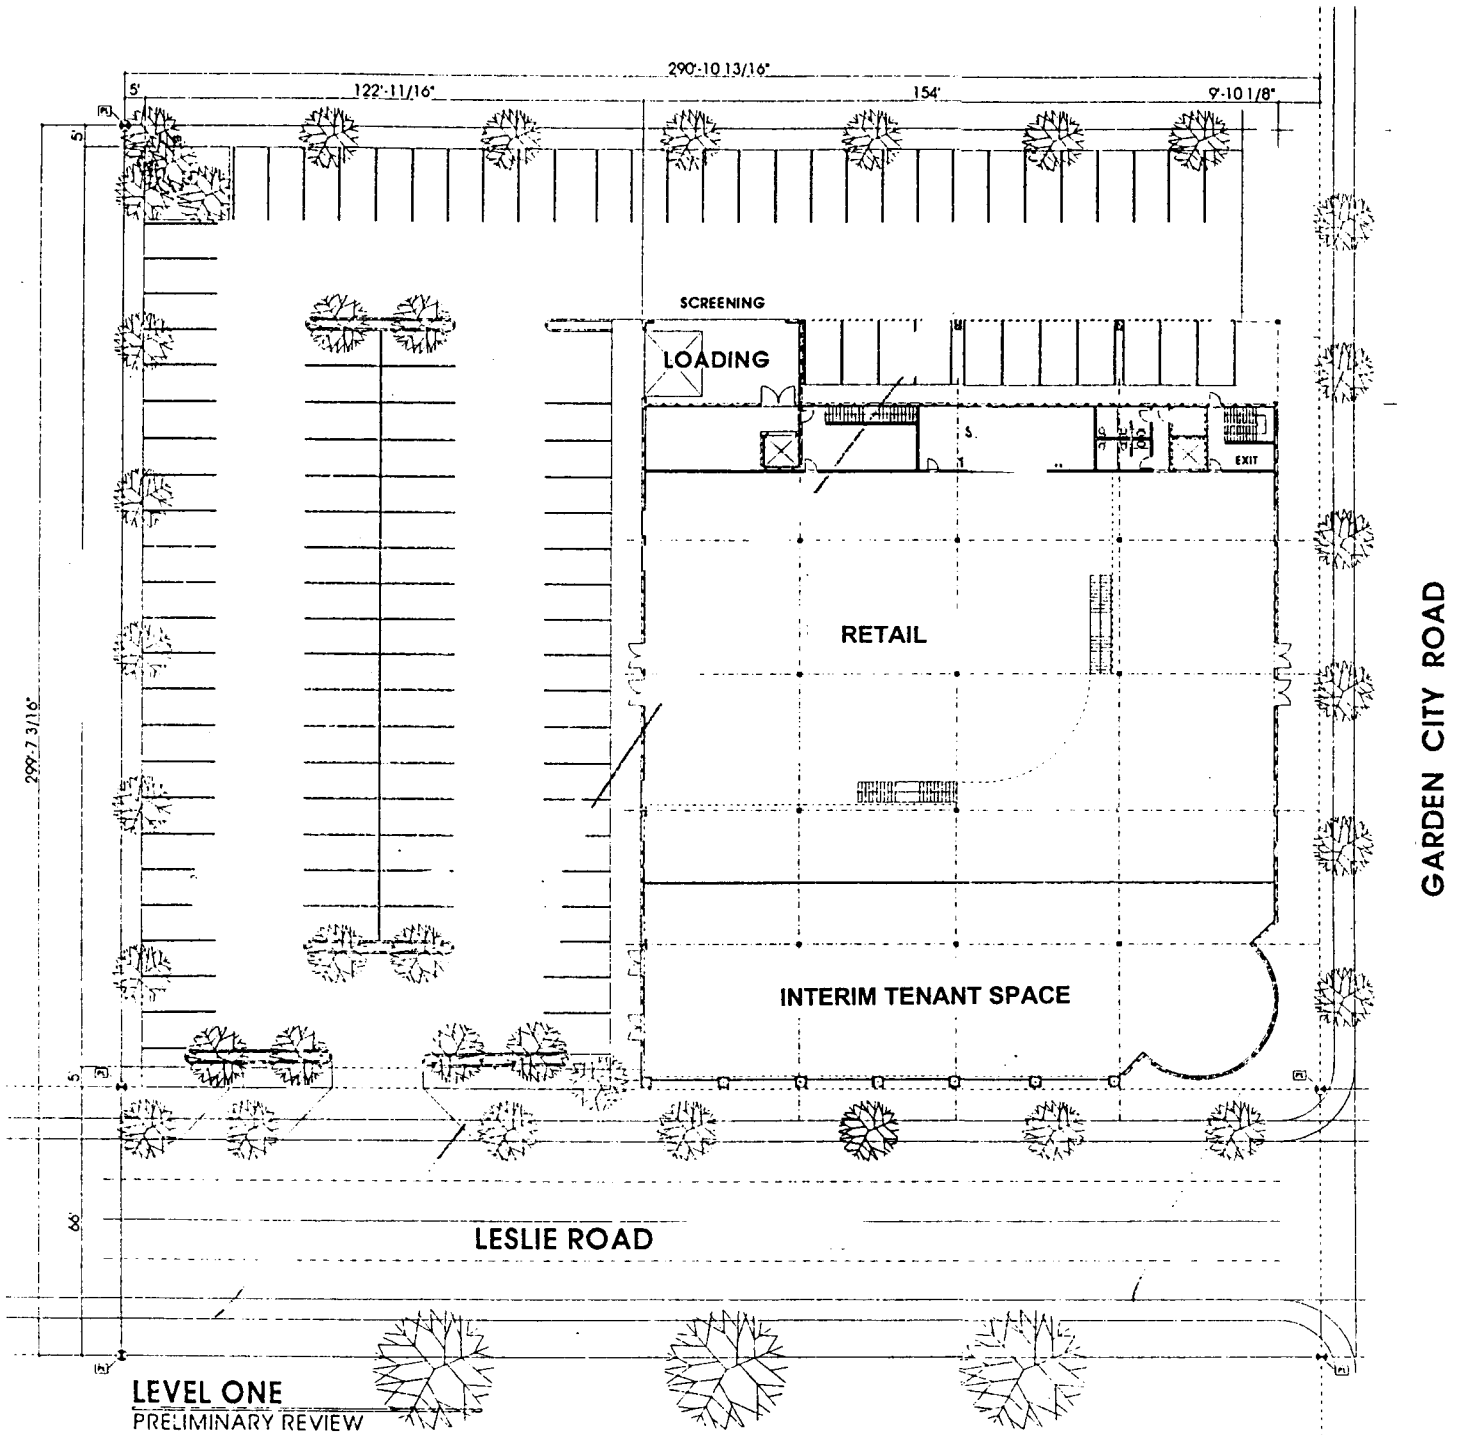 290'-10 13/16"
5'
122'-11/16"
154'
9'-10 1/8"
5'
SCREENING
LOADING
S.
EXIT
RETAIL
299'-7 3/16"
GARDEN CITY ROAD
INTERIM TENANT SPACE
5'
66'
LESLIE ROAD
LEVEL ONE
PRELIMINARY REVIEW